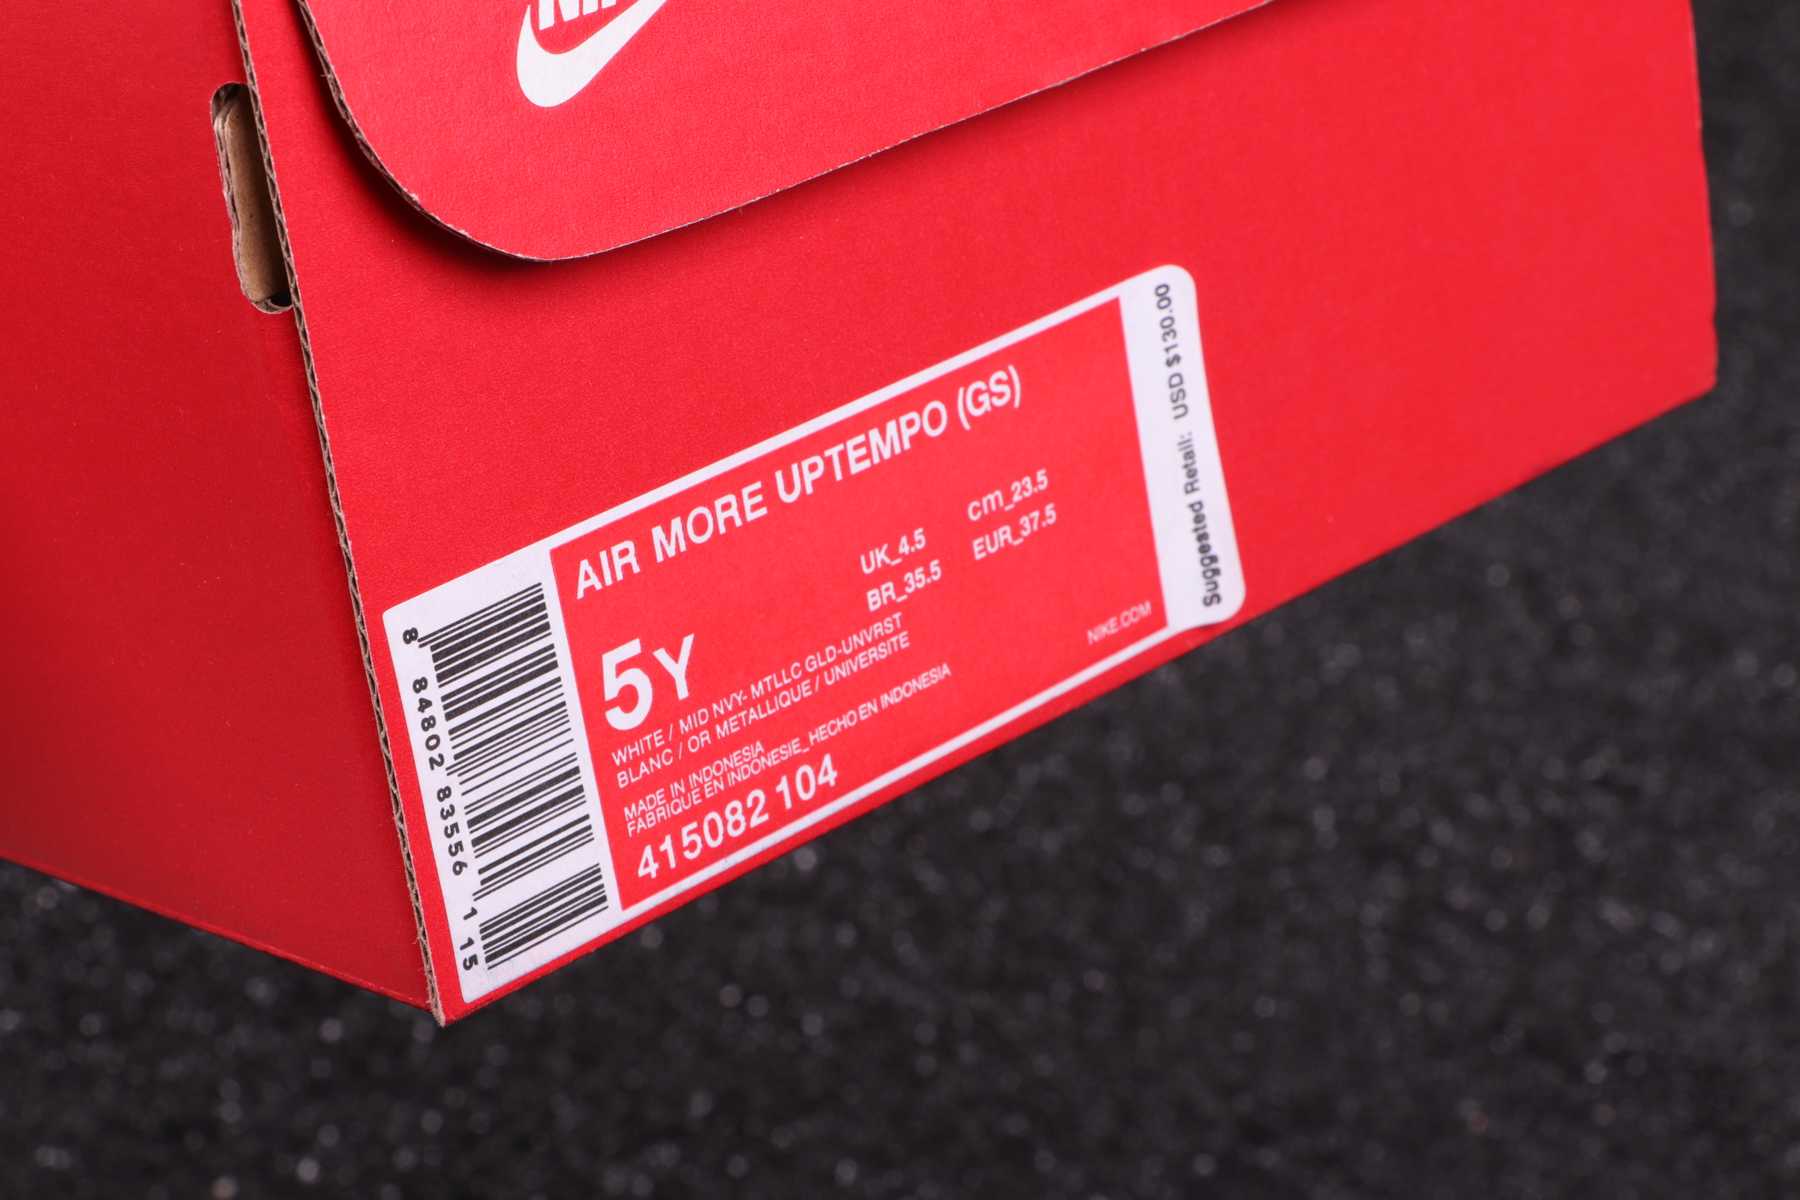 NIKE
AIR MORE UPTEMPO (GS)
UK_4.5 cm_23.5
BR_35.5 EUR_37.5
5Y
WHITE / MID NVY- MTLLC GLD-UNVRST
BLANC / OR METALLIQUE / UNIVERSITE
MADE IN INDONESIA
FABRIQUE EN INDONESIE_HECHO EN INDONESIA
415082 104
NIKE.COM
Suggested Retail: USD $130.00
8 84802 83556 1 15